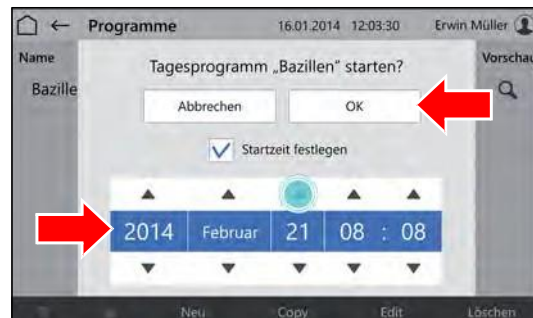 Programme 16.01.2014 12:03:30 Erwin Müller
Name Vorschau
Tagesprogramm „Bazillen“ starten?
Bazille
Abbrechen OK
Startzeit festlegen
2014 Februar 21 08 : 08
Neu Copy Edit Löschen